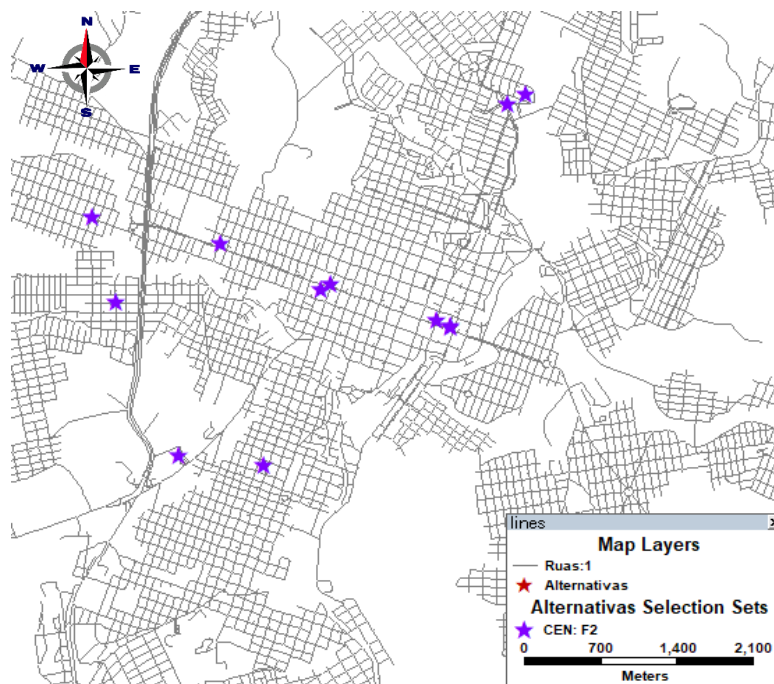 N
W E
S
lines x
Map Layers
Ruas:1
Alternativas
Alternativas Selection Sets
CEN: F2
0 700 1,400 2,100
Meters